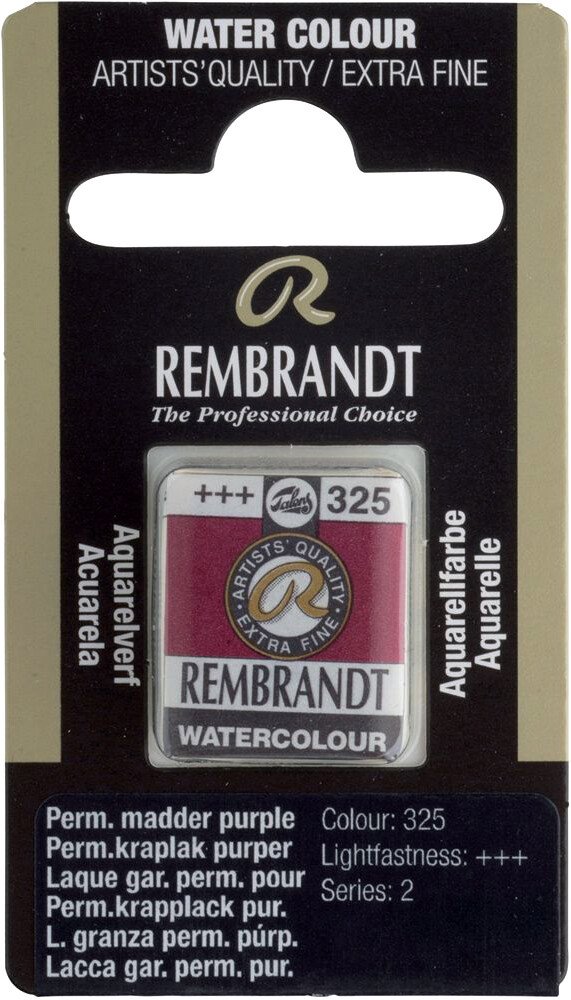 WATER COLOUR
ARTISTS'QUALITY / EXTRA FINE
R
REMBRANDT
The Professional Choice
+++ Talens 325
ARTISTS' QUALITY
R
EXTRA FINE
REMBRANDT
WATERCOLOUR
Aquarelverf
Acuarela
Aquarellfarbe
Aquarelle
Perm. madder purple
Perm.kraplak purper
Laque gar. perm. pour
Perm.krapplack pur.
L. granza perm. púrp.
Lacca gar. perm. pur.
Colour: 325
Lightfastness: +++
Series: 2